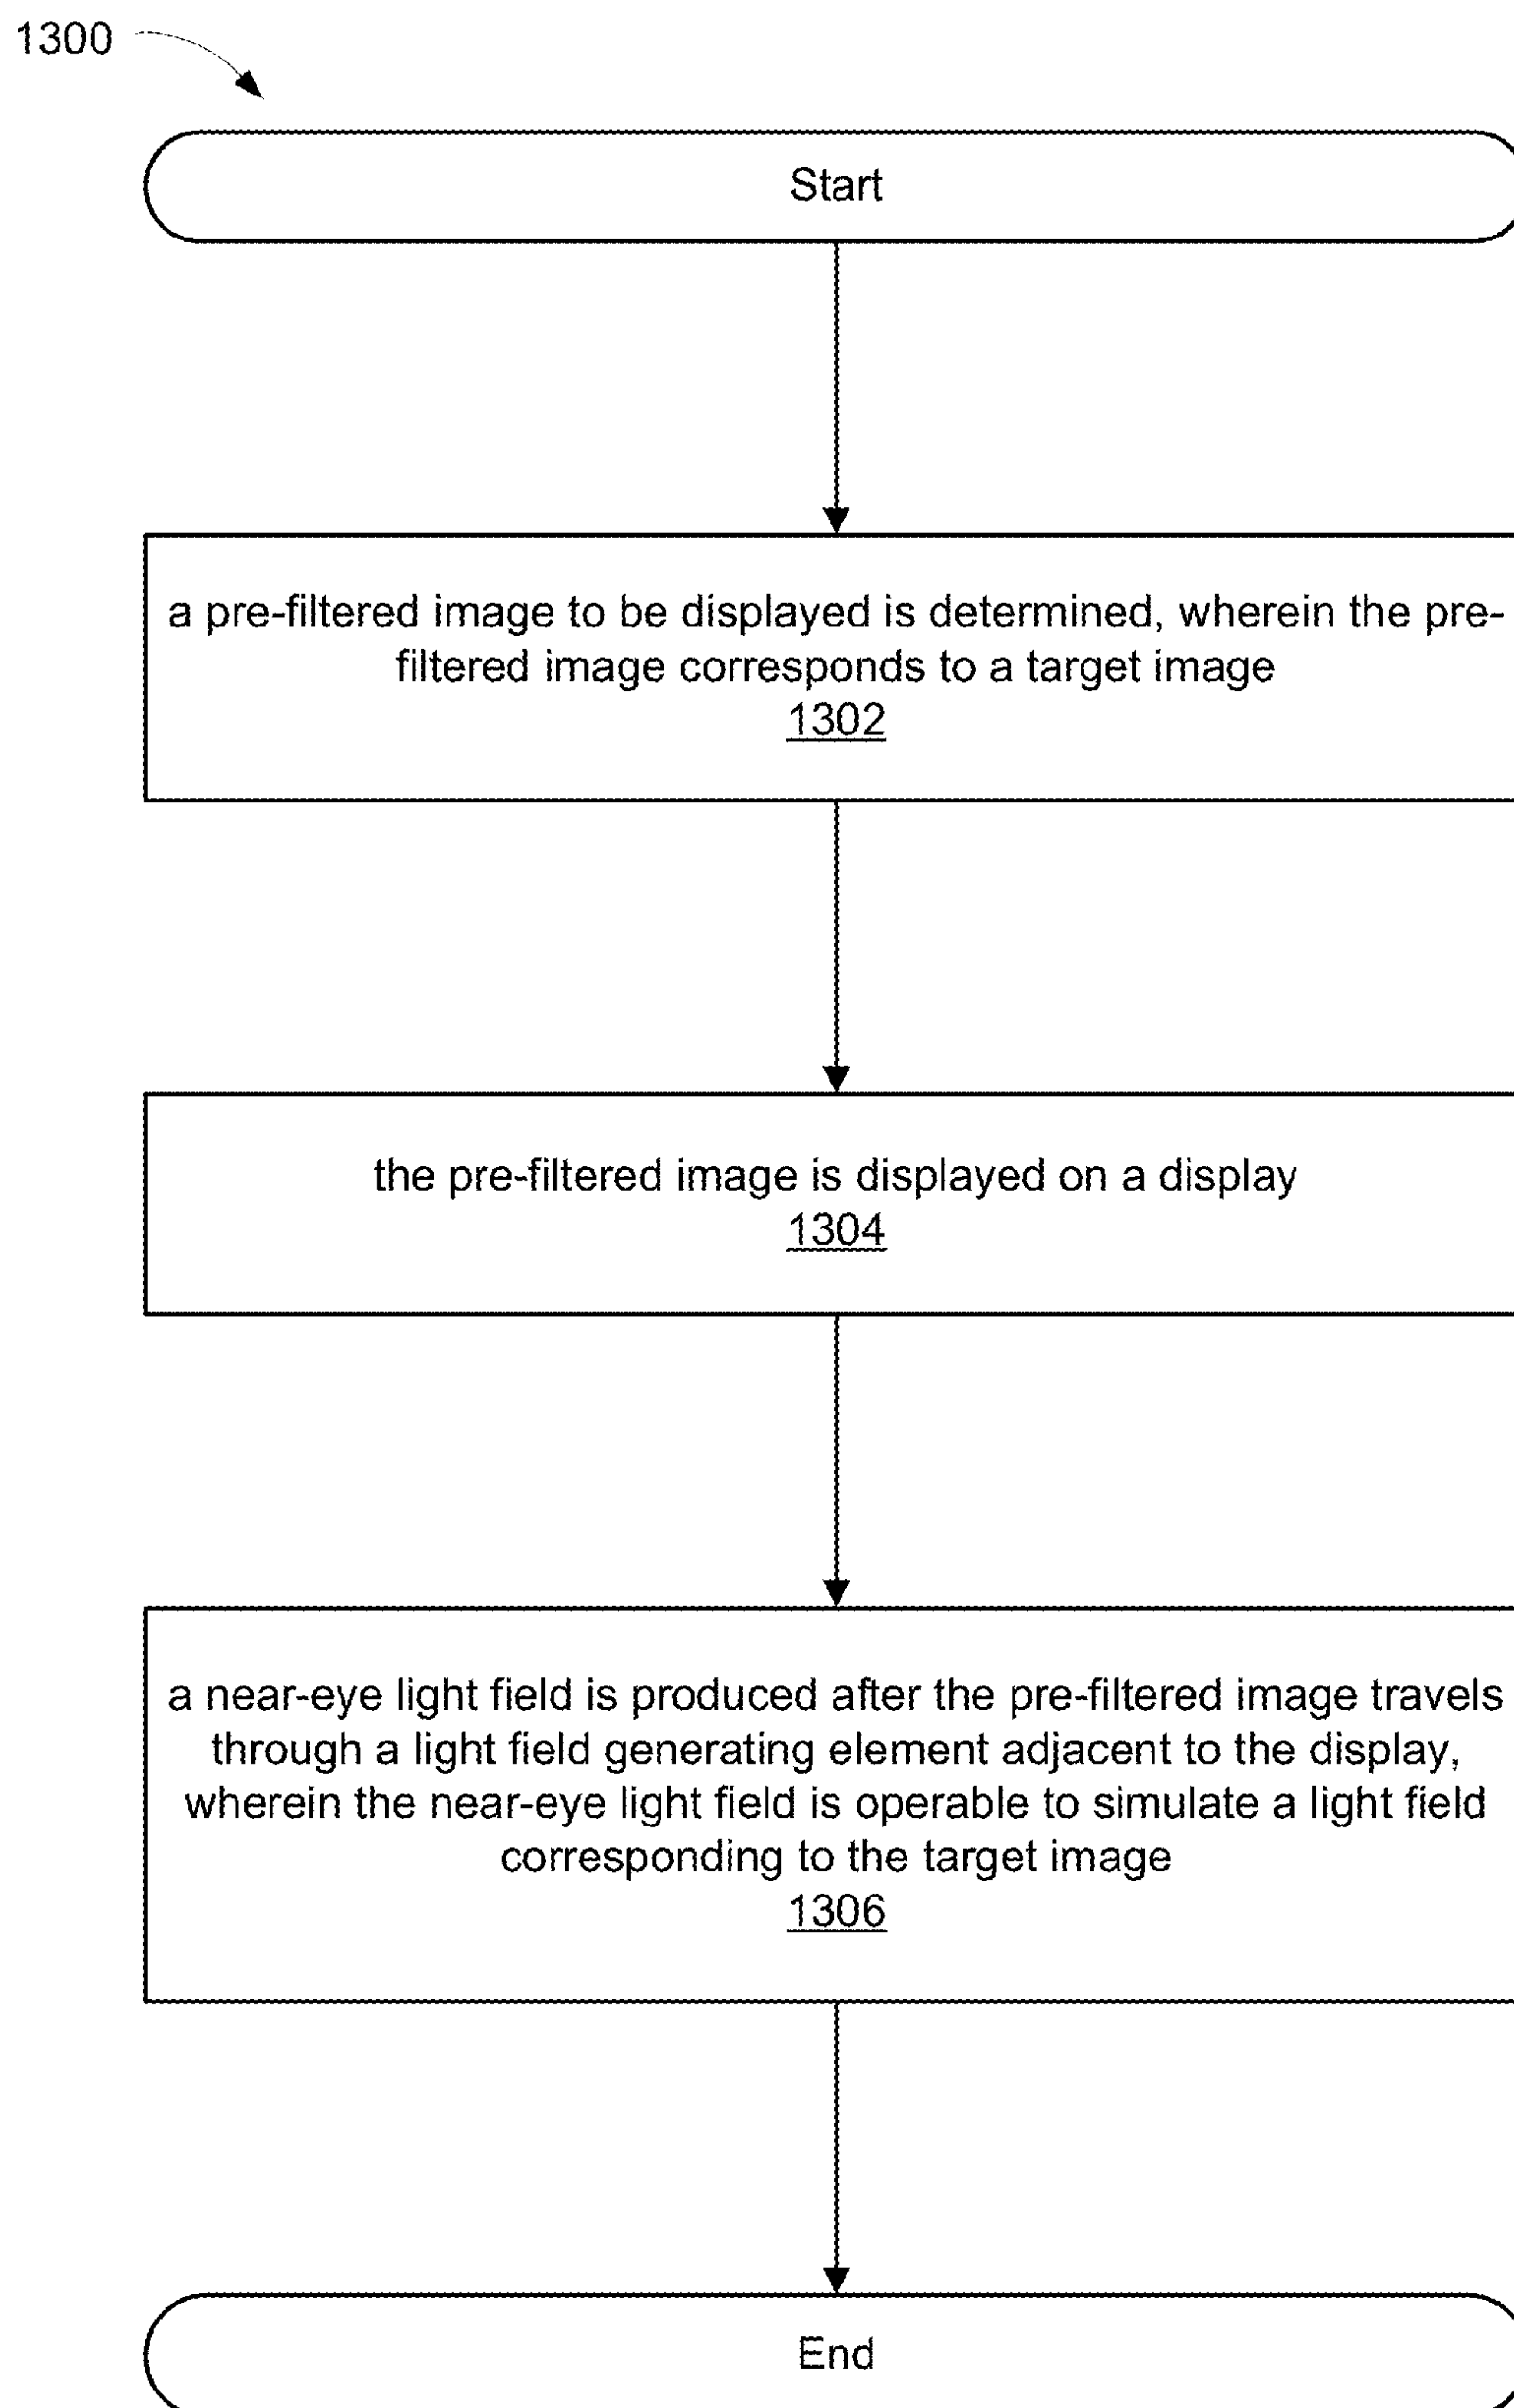 1300
Start
a pre-filtered image to be displayed is determined, wherein the pre-
filtered image corresponds to a target image
1302
the pre-filtered image is displayed on a display
1304
a near-eye light field is produced after the pre-filtered image travels
through a light field generating element adjacent to the display,
wherein the near-eye light field is operable to simulate a light field
corresponding to the target image
1306
End